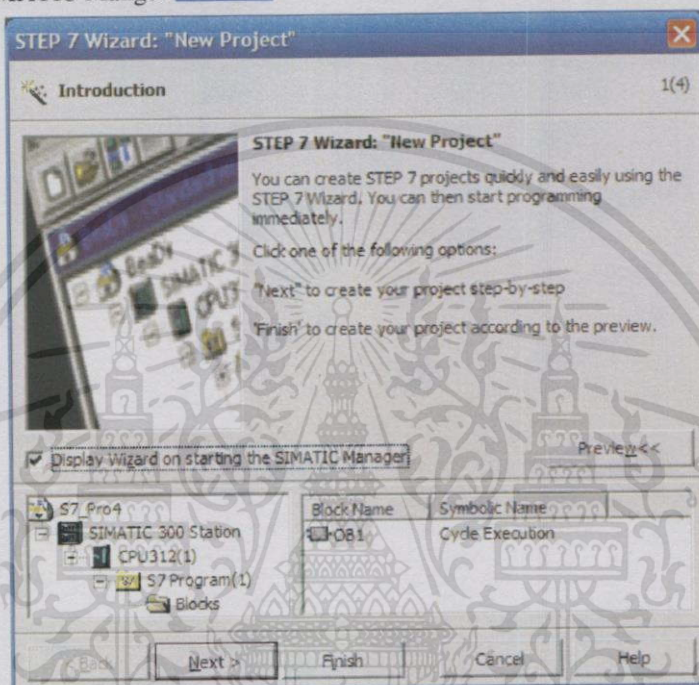 STEP 7 Wizard: "New Project"
Introduction
1(4)
STEP 7 Wizard: "New Project"
You can create STEP 7 projects quickly and easily using the
STEP 7 Wizard. You can then start programming
immediately.
Click one of the following options:
"Next" to create your project step-by-step
'Finish' to create your project according to the preview.
Display Wizard on starting the SIMATIC Manager
Preview<<
S7_Pro4
SIMATIC 300 Station
CPU312(1)
S7 Program(1)
Blocks
Block Name Symbolic Name
OB1 Cycle Execution
< Back Next > Finish Cancel Help